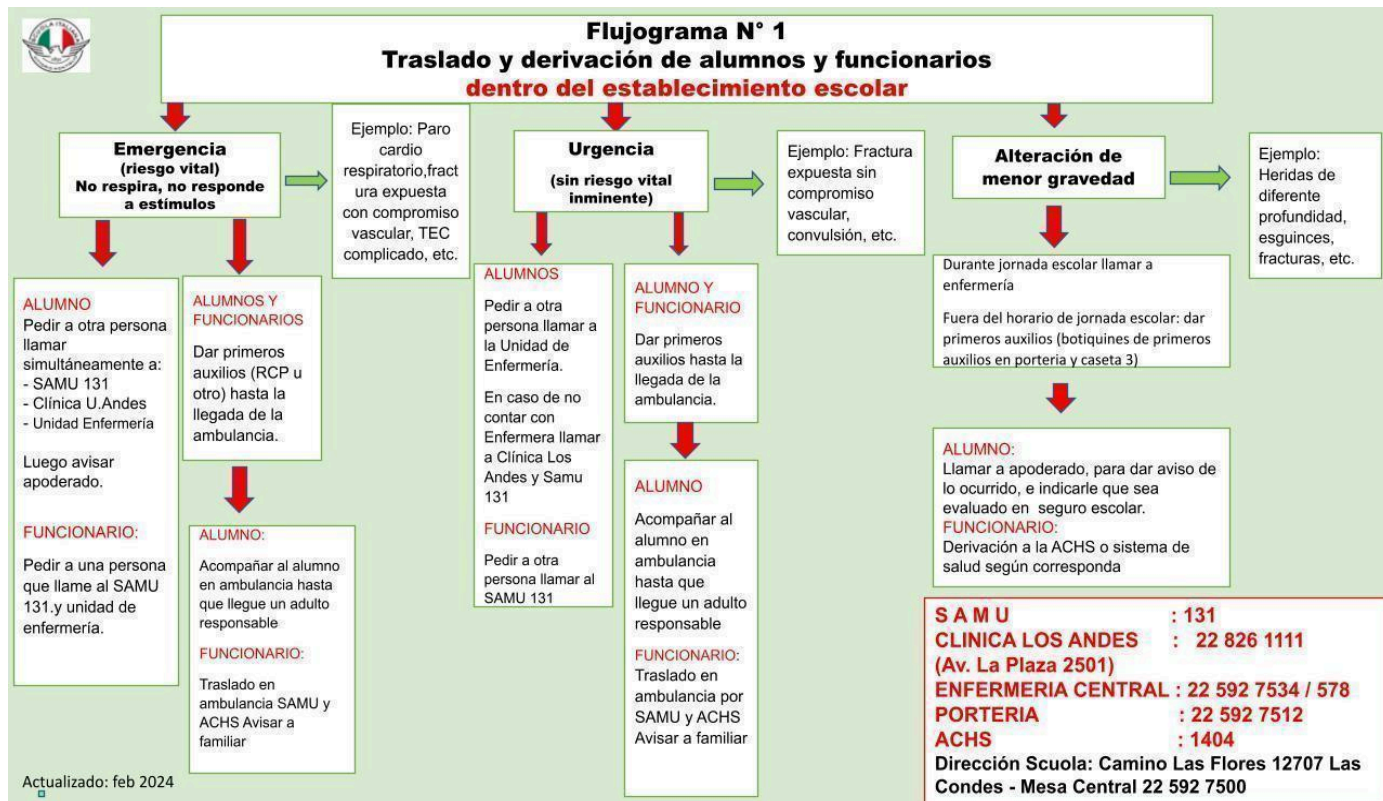 SCUOLA ITALIANA
Flujograma N° 1
Traslado y derivación de alumnos y funcionarios
dentro del establecimiento escolar
Emergencia
(riesgo vital)
No respira, no responde
a estímulos
Ejemplo: Paro
cardio
respiratorio,fract
ura expuesta
con compromiso
vascular, TEC
complicado, etc.
ALUMNO
Pedir a otra persona
llamar
simultáneamente a:
- SAMU 131
- Clínica U.Andes
- Unidad Enfermería
Luego avisar
apoderado.
FUNCIONARIO:
Pedir a una persona
que llame al SAMU
131.y unidad de
enfermería.
ALUMNOS Y
FUNCIONARIOS
Dar primeros
auxilios (RCP u
otro) hasta la
llegada de la
ambulancia.
ALUMNO:
Acompañar al alumno
en ambulancia hasta
que llegue un adulto
responsable
FUNCIONARIO:
Traslado en
ambulancia SAMU y
ACHS Avisar a
familiar
Urgencia
(sin riesgo vital
inminente)
Ejemplo: Fractura
expuesta sin
compromiso
vascular,
convulsión, etc.
ALUMNOS
Pedir a otra
persona llamar a
la Unidad de
Enfermería.
En caso de no
contar con
Enfermera llamar
a Clínica Los
Andes y Samu
131
FUNCIONARIO
Pedir a otra
persona llamar al
SAMU 131
ALUMNO Y
FUNCIONARIO
Dar primeros
auxilios hasta la
llegada de la
ambulancia.
ALUMNO
Acompañar al
alumno en
ambulancia
hasta que
llegue un adulto
responsable
FUNCIONARIO:
Traslado en
ambulancia por
SAMU y ACHS
Avisar a familiar
Alteración de
menor gravedad
Ejemplo:
Heridas de
diferente
profundidad,
esguinces,
fracturas, etc.
Durante jornada escolar llamar a
enfermería
Fuera del horario de jornada escolar: dar
primeros auxilios (botiquines de primeros
auxilios en porteria y caseta 3)
ALUMNO:
Llamar a apoderado, para dar aviso de
lo ocurrido, e indicarle que sea
evaluado en seguro escolar.
FUNCIONARIO:
Derivación a la ACHS o sistema de
salud según corresponda
S A M U : 131
CLINICA LOS ANDES : 22 826 1111
(Av. La Plaza 2501)
ENFERMERIA CENTRAL : 22 592 7534 / 578
PORTERIA : 22 592 7512
ACHS : 1404
Dirección Scuola: Camino Las Flores 12707 Las
Condes - Mesa Central 22 592 7500
Actualizado: feb 2024